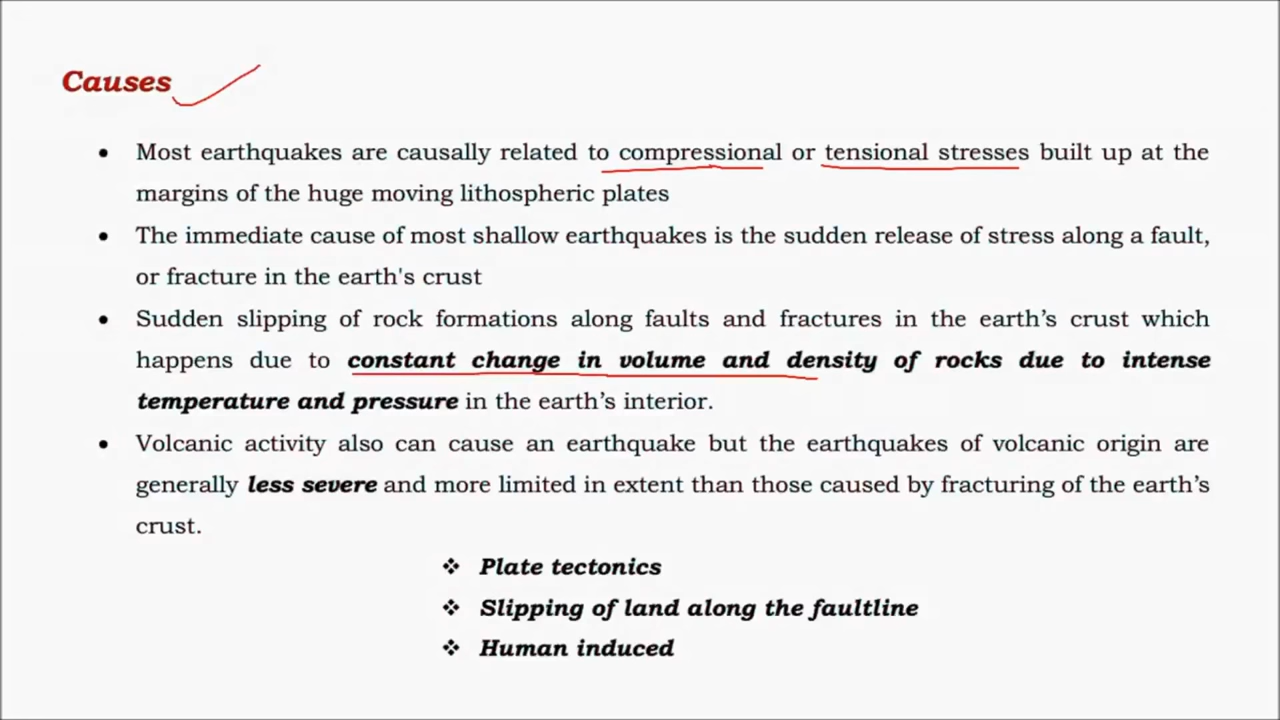 Causes
• Most earthquakes are causally related to compressional or tensional stresses built up at the
margins of the huge moving lithospheric plates
• The immediate cause of most shallow earthquakes is the sudden release of stress along a fault,
or fracture in the earth's crust
• Sudden slipping of rock formations along faults and fractures in the earth’s crust which
happens due to constant change in volume and density of rocks due to intense
temperature and pressure in the earth’s interior.
• Volcanic activity also can cause an earthquake but the earthquakes of volcanic origin are
generally less severe and more limited in extent than those caused by fracturing of the earth’s
crust.
❖ Plate tectonics
❖ Slipping of land along the faultline
❖ Human induced